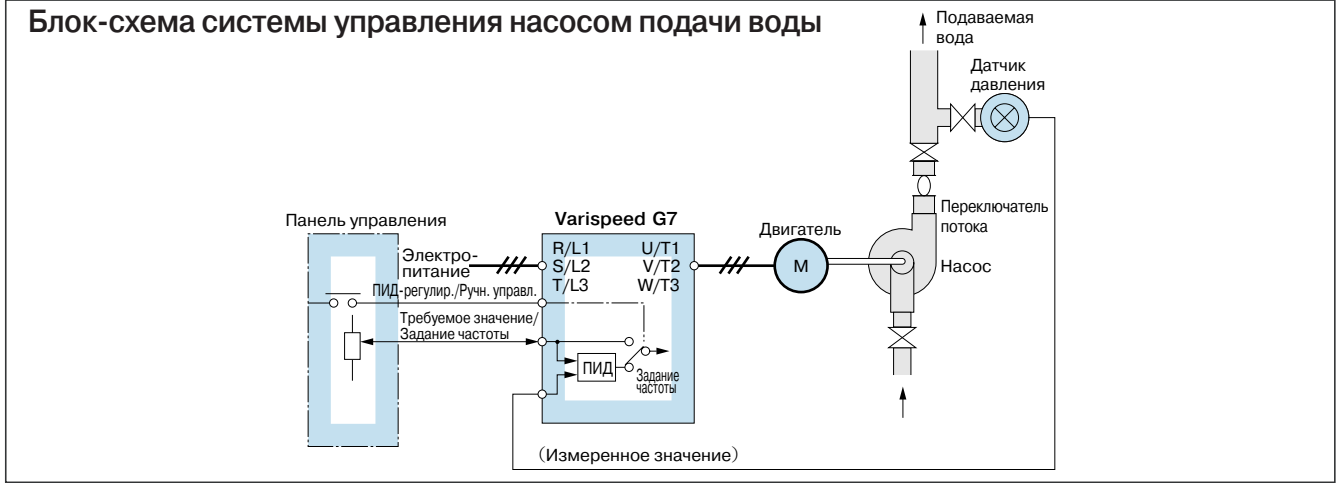 Блок-схема системы управления насосом подачи воды
Подаваемая
вода
Датчик
давления
Панель управления
Varispeed G7
Двигатель
Переключатель
потока
Электро-
питание
R/L1 U/T1
S/L2 V/T2
T/L3 W/T3
M
Насос
ПИД-регулир./Ручн. управл.
Требуемое значение/
Задание частоты
ПИД
Задание
частоты
(Измеренное значение)